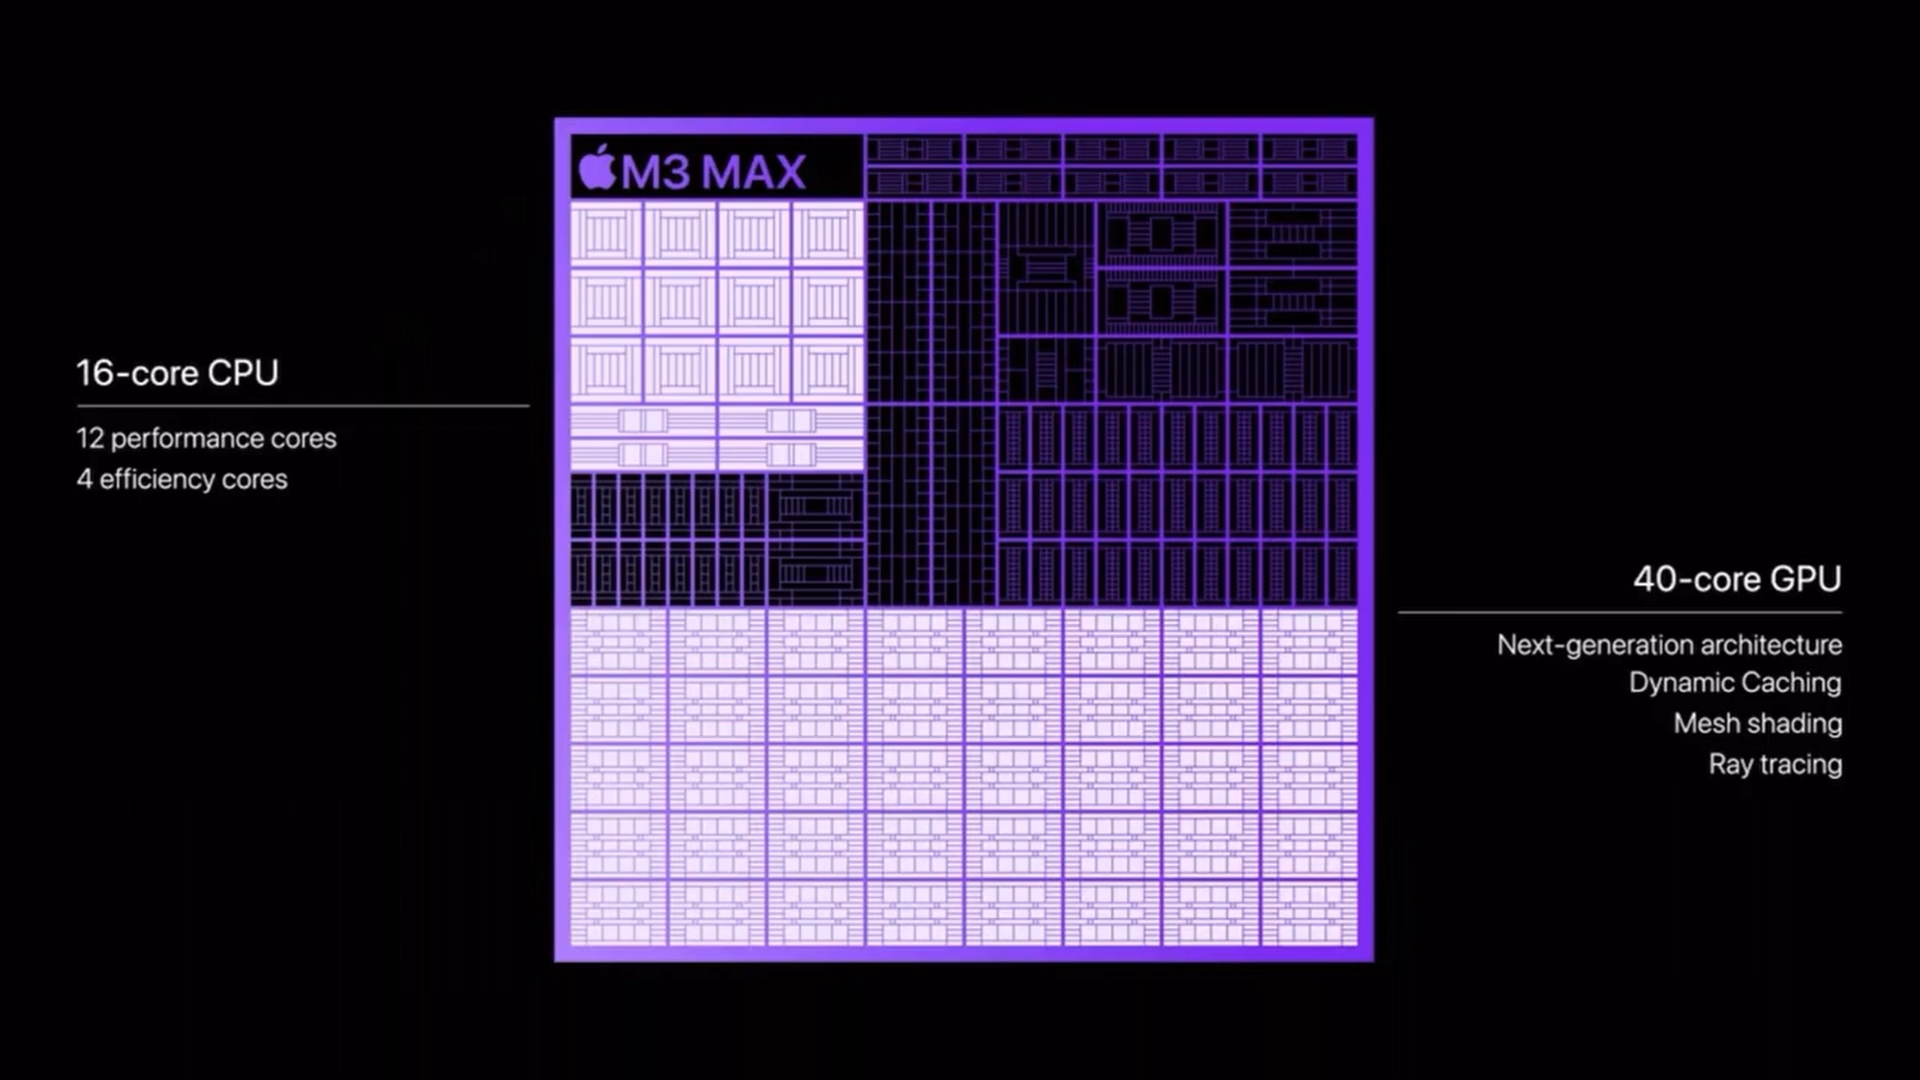 M3 MAX
16-core CPU
12 performance cores
4 efficiency cores
40-core GPU
Next-generation architecture
Dynamic Caching
Mesh shading
Ray tracing